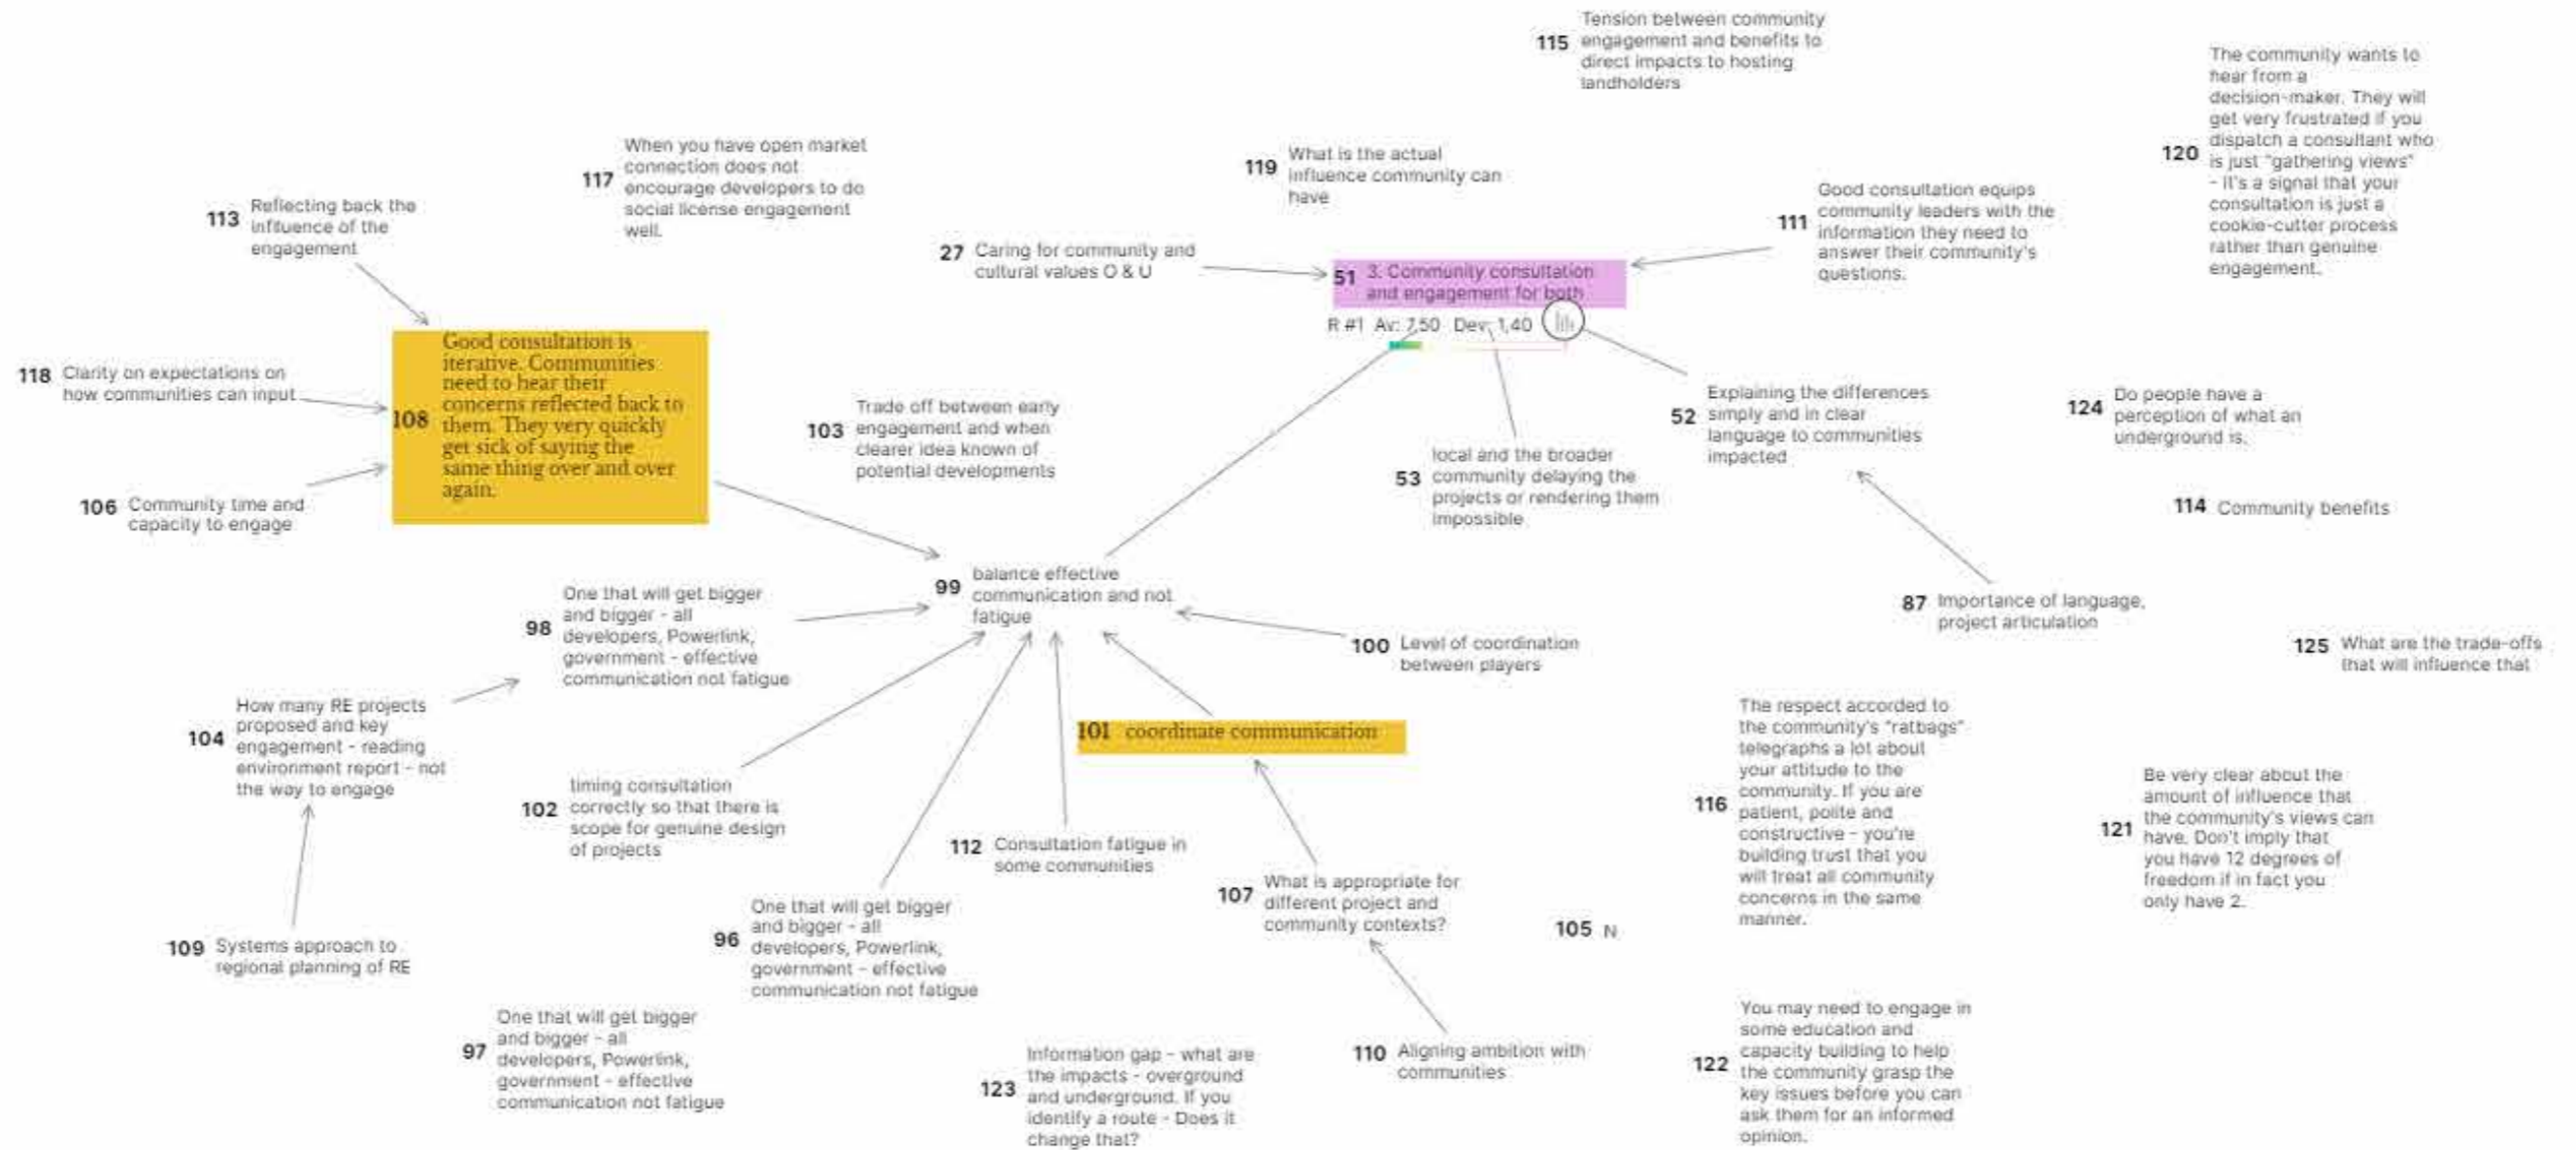 115 Tension between community
engagement and benefits to
direct impacts to hosting
landholders
120 The community wants to
hear from a
decision-maker. They will
get very frustrated if you
dispatch a consultant who
is just "gathering views"
- it's a signal that your
consultation is just a
cookie-cutter process
rather than genuine
engagement.
117 When you have open market
connection does not
encourage developers to do
social license engagement
well.
119 What is the actual
influence community can
have
113 Reflecting back the
influence of the
engagement
111 Good consultation equips
community leaders with the
information they need to
answer their community's
questions.
27 Caring for community and
cultural values O & U
51 3. Community consultation
and engagement for both
R #1 Av: 7,50 Dev: 1,40
108 Good consultation is
iterative. Communities
need to hear their
concerns reflected back to
them. They very quickly
get sick of saying the
same thing over and over
again.
118 Clarity on expectations on
how communities can input
106 Community time and
capacity to engage
103 Trade off between early
engagement and when
clearer idea known of
potential developments
53 local and the broader
community delaying the
projects or rendering them
impossible
52 Explaining the differences
simply and in clear
language to communities
impacted
124 Do people have a
perception of what an
underground is.
114 Community benefits
99 balance effective
communication and not
fatigue
98 One that will get bigger
and bigger - all
developers, Powerlink,
government - effective
communication not fatigue
87 Importance of language,
project articulation
100 Level of coordination
between players
125 What are the trade-offs
that will influence that
104 How many RE projects
proposed and key
engagement - reading
environment report - not
the way to engage
101 coordinate communication
116 The respect accorded to
the community's "ratbags"
telegraphs a lot about
your attitude to the
community. If you are
patient, polite and
constructive - you're
building trust that you
will treat all community
concerns in the same
manner.
121 Be very clear about the
amount of influence that
the community's views can
have. Don't imply that
you have 12 degrees of
freedom if in fact you
only have 2.
102 timing consultation
correctly so that there is
scope for genuine design
of projects
112 Consultation fatigue in
some communities
107 What is appropriate for
different project and
community contexts?
105 N
96 One that will get bigger
and bigger - all
developers, Powerlink,
government - effective
communication not fatigue
109 Systems approach to
regional planning of RE
97 One that will get bigger
and bigger - all
developers, Powerlink,
government - effective
communication not fatigue
123 Information gap - what are
the impacts - overground
and underground. If you
identify a route - Does it
change that?
110 Aligning ambition with
communities
122 You may need to engage in
some education and
capacity building to help
the community grasp the
key issues before you can
ask them for an informed
opinion.